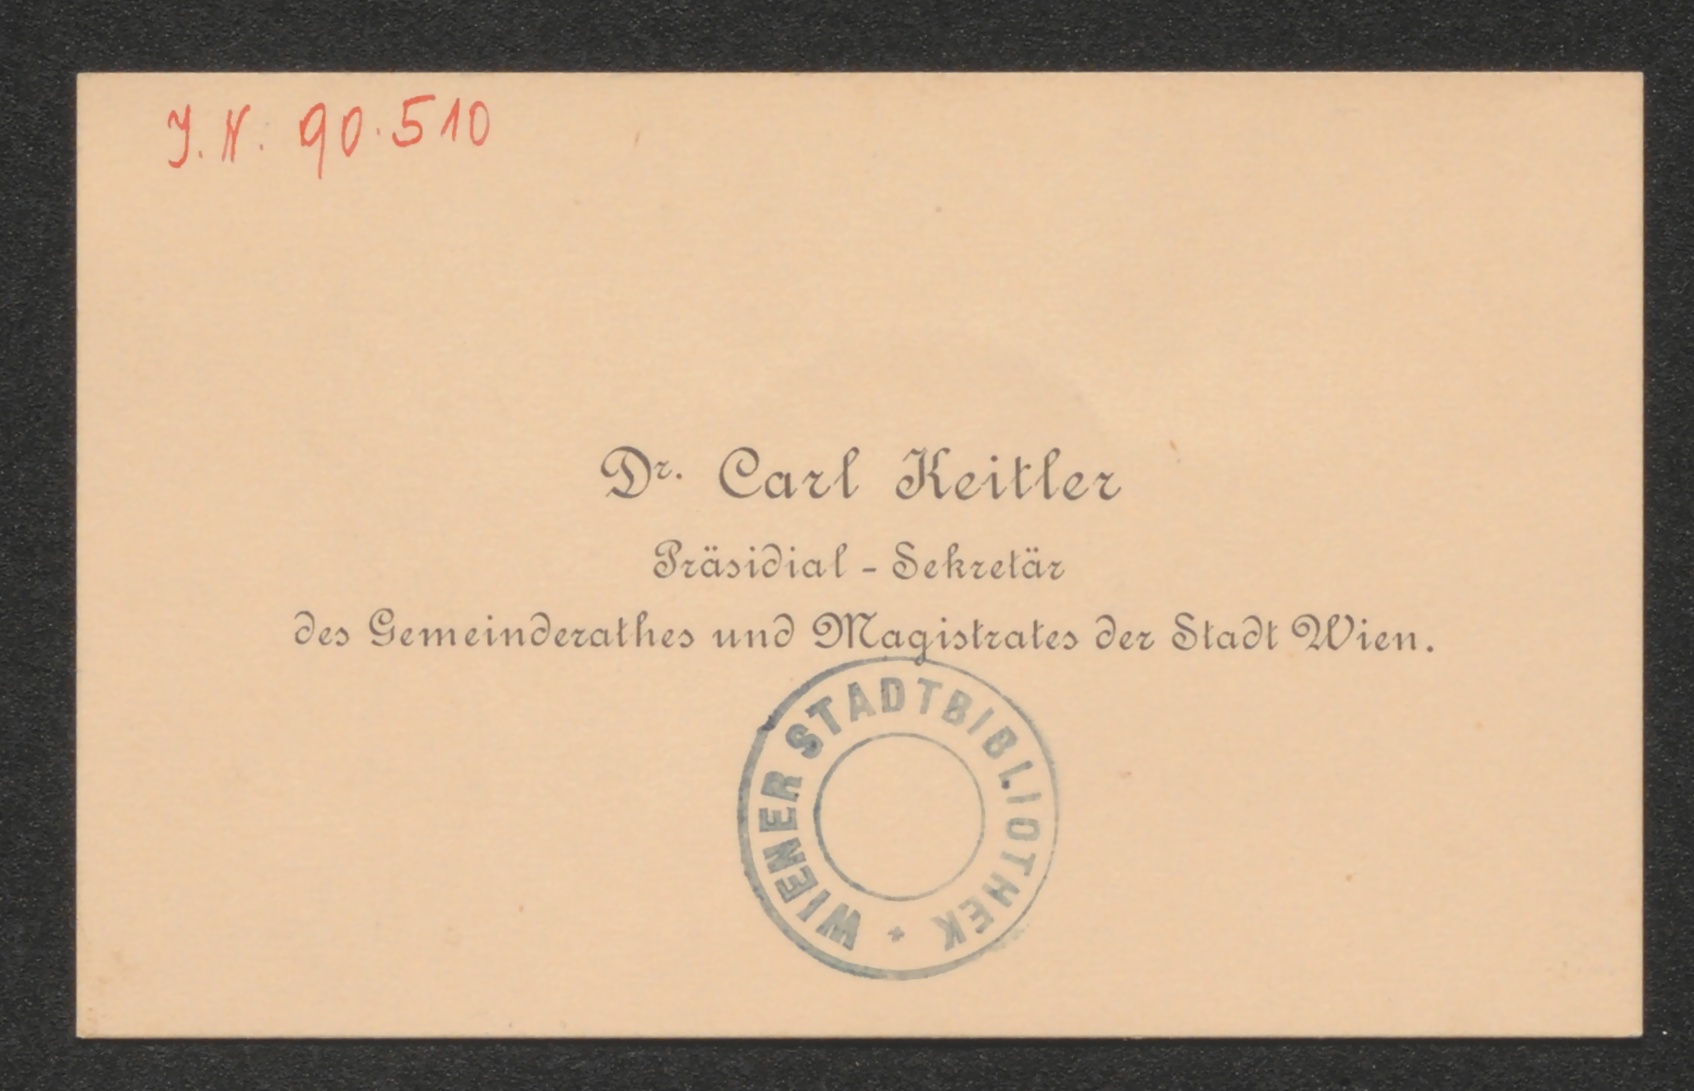 J.N. 90.510
Dr. Carl Keitler
Präsidial-Sekretär
des Gemeinderathes und Magistrates der Stadt Wien.
WIENER STADTBIBLIOTHEK